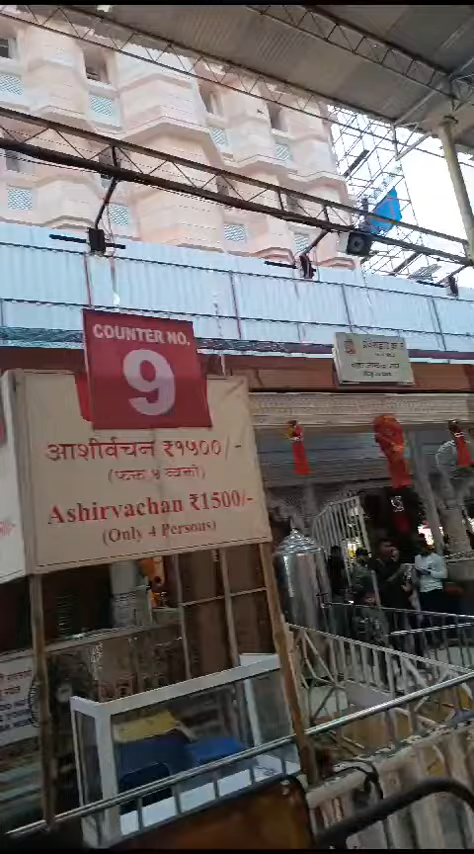 COUNTER NO.
9
आशीर्वचन ₹१५००/-
(फक्त ४ व्यक्ती)
Ashirvachan ₹1500/-
(Only 4 Persons)